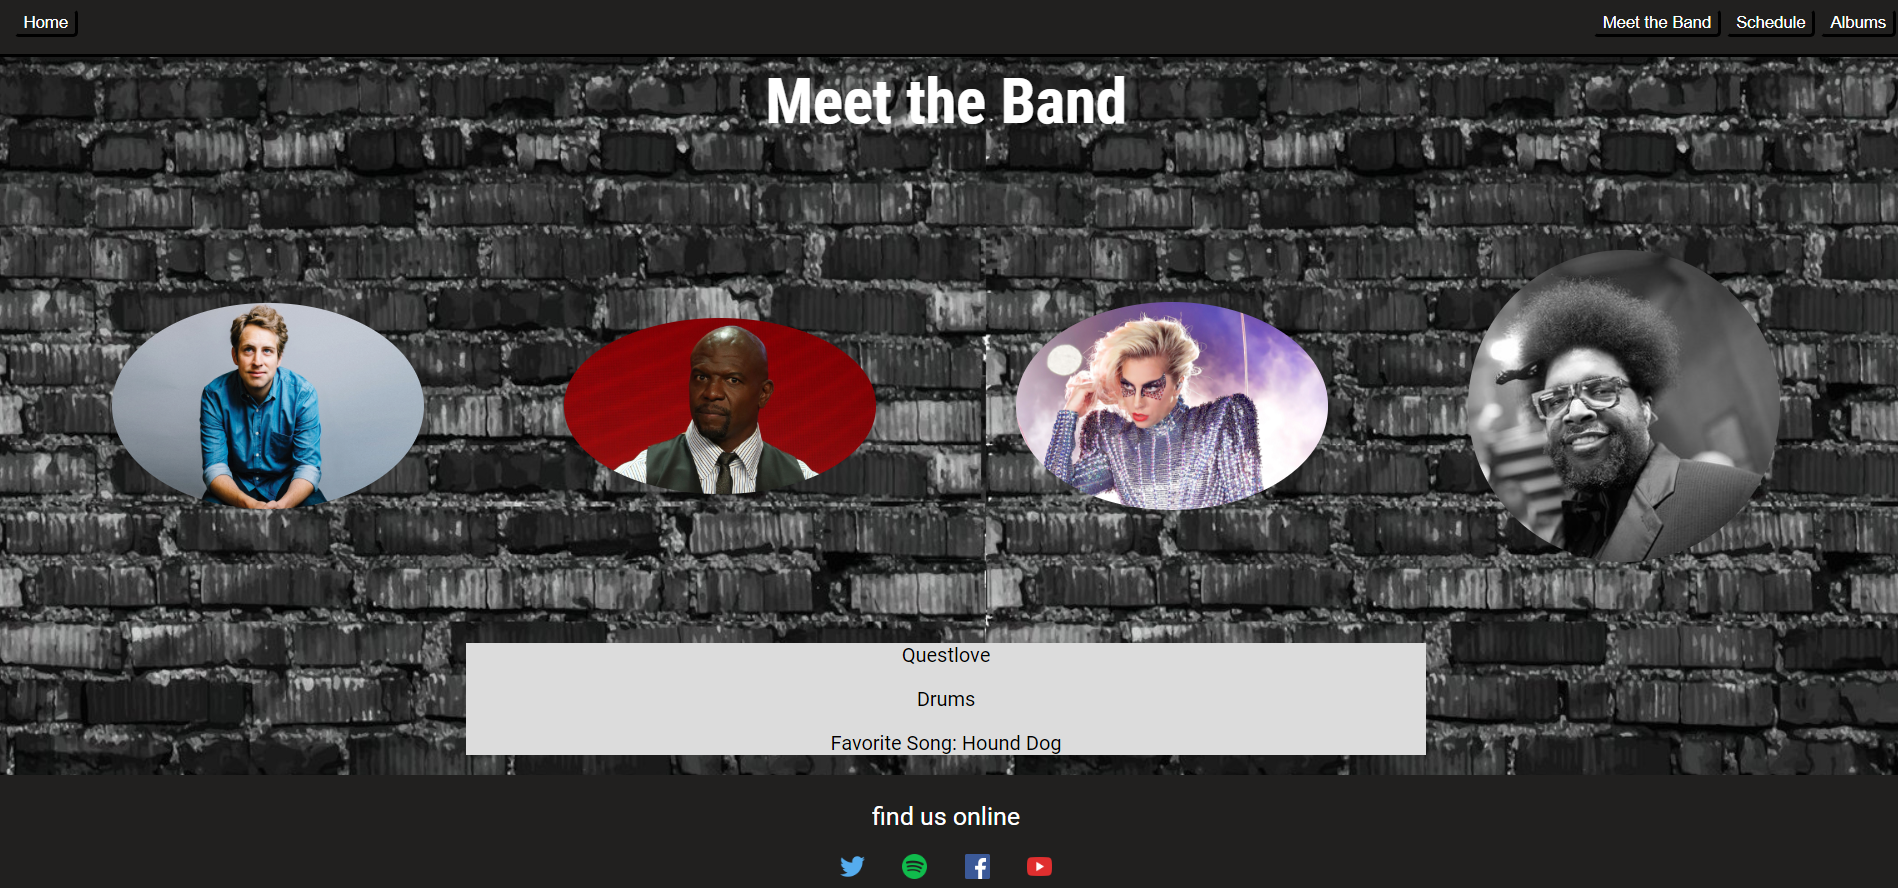 Home
Meet the Band
Schedule
Albums
Meet the Band
Questlove
Drums
Favorite Song: Hound Dog
find us online